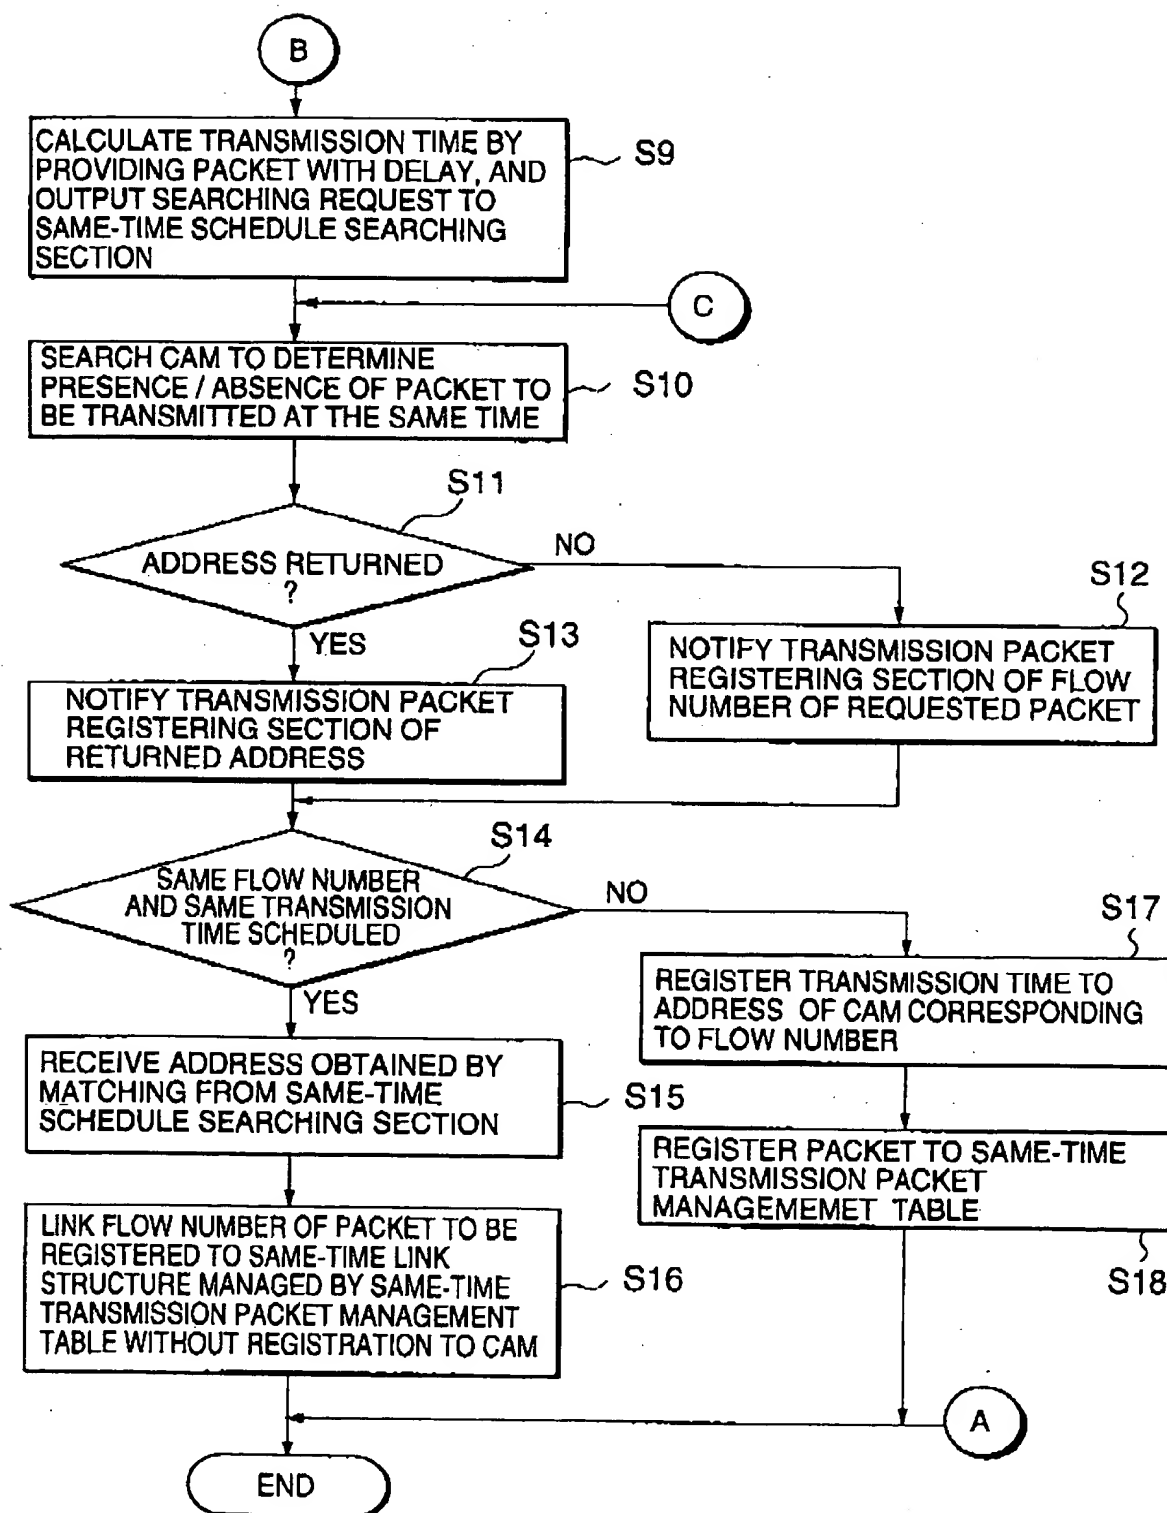 B
CALCULATE TRANSMISSION TIME BY
PROVIDING PACKET WITH DELAY, AND
OUTPUT SEARCHING REQUEST TO
SAME-TIME SCHEDULE SEARCHING
SECTION
S9
C
SEARCH CAM TO DETERMINE
PRESENCE / ABSENCE OF PACKET TO
BE TRANSMITTED AT THE SAME TIME
S10
S11
ADDRESS RETURNED
?
NO
YES
S12
NOTIFY TRANSMISSION PACKET
REGISTERING SECTION OF FLOW
NUMBER OF REQUESTED PACKET
S13
NOTIFY TRANSMISSION PACKET
REGISTERING SECTION OF
RETURNED ADDRESS
S14
SAME FLOW NUMBER
AND SAME TRANSMISSION
TIME SCHEDULED
?
NO
YES
S17
REGISTER TRANSMISSION TIME TO
ADDRESS OF CAM CORRESPONDING
TO FLOW NUMBER
RECEIVE ADDRESS OBTAINED BY
MATCHING FROM SAME-TIME
SCHEDULE SEARCHING SECTION
S15
REGISTER PACKET TO SAME-TIME
TRANSMISSION PACKET
MANAGEMEMET TABLE
S18
LINK FLOW NUMBER OF PACKET TO BE
REGISTERED TO SAME-TIME LINK
STRUCTURE MANAGED BY SAME-TIME
TRANSMISSION PACKET MANAGEMENT
TABLE WITHOUT REGISTRATION TO CAM
S16
A
END